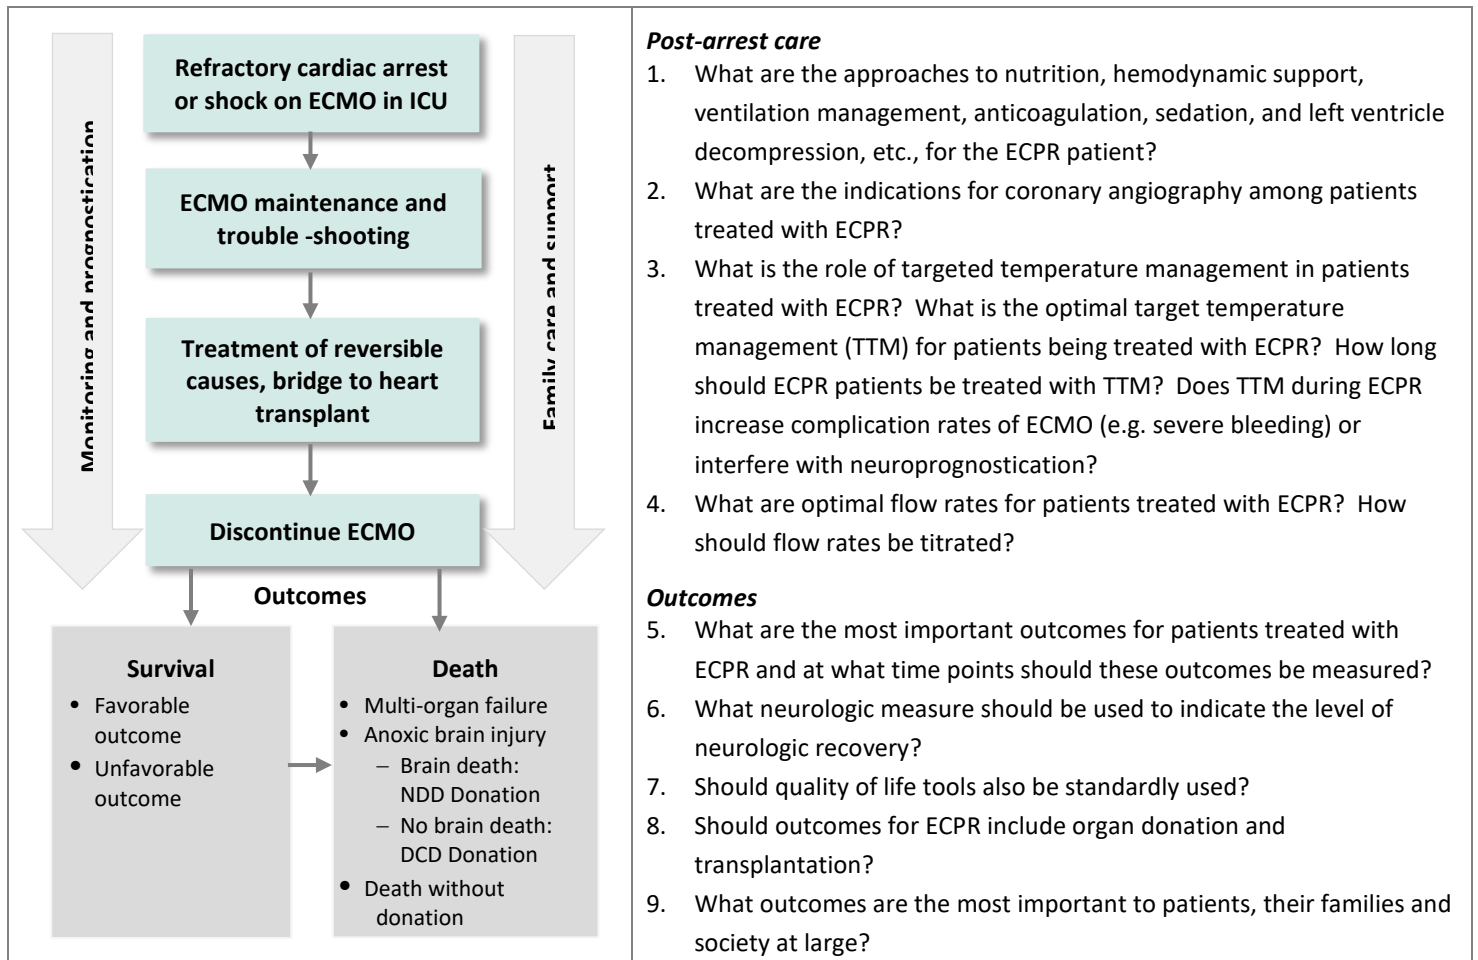 Monitoring and prognostication
Refractory cardiac arrest
or shock on ECMO in ICU
ECMO maintenance and
trouble -shooting
Treatment of reversible
causes, bridge to heart
transplant
Discontinue ECMO
Family care and support
Outcomes
Survival
• Favorable
outcome
• Unfavorable
outcome
Death
• Multi-organ failure
• Anoxic brain injury
– Brain death:
NDD Donation
– No brain death:
DCD Donation
• Death without
donation
Post-arrest care
1. What are the approaches to nutrition, hemodynamic support,
ventilation management, anticoagulation, sedation, and left ventricle
decompression, etc., for the ECPR patient?
2. What are the indications for coronary angiography among patients
treated with ECPR?
3. What is the role of targeted temperature management in patients
treated with ECPR? What is the optimal target temperature
management (TTM) for patients being treated with ECPR? How long
should ECPR patients be treated with TTM? Does TTM during ECPR
increase complication rates of ECMO (e.g. severe bleeding) or
interfere with neuroprognostication?
4. What are optimal flow rates for patients treated with ECPR? How
should flow rates be titrated?
Outcomes
5. What are the most important outcomes for patients treated with
ECPR and at what time points should these outcomes be measured?
6. What neurologic measure should be used to indicate the level of
neurologic recovery?
7. Should quality of life tools also be standardly used?
8. Should outcomes for ECPR include organ donation and
transplantation?
9. What outcomes are the most important to patients, their families and
society at large?